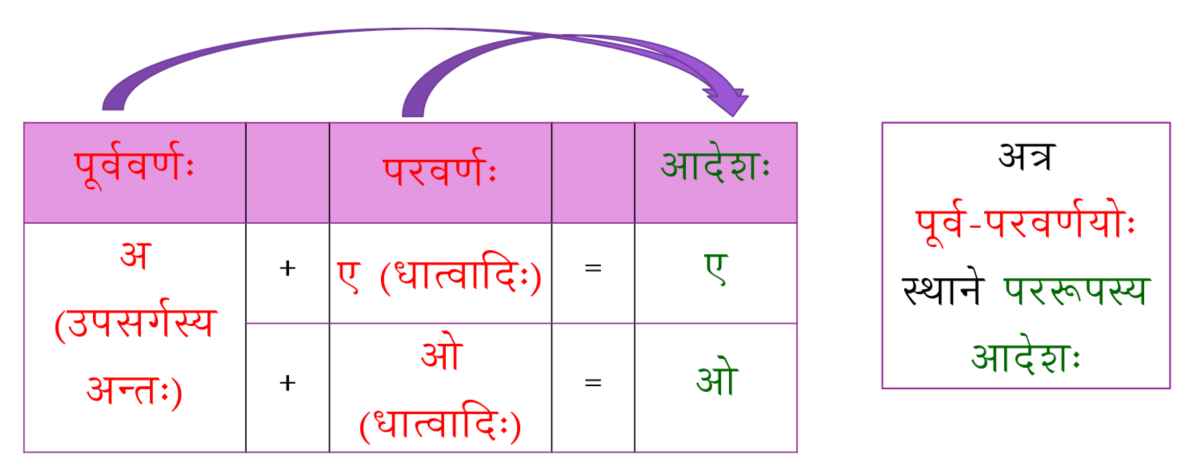 पूर्ववर्णः परवर्णः आदेशः
अ
(उपसर्गस्य
अन्तः)
+ ए (धात्वादिः) = ए
+ ओ
(धात्वादिः) = ओ
अत्र
पूर्व-परवर्णयोः
स्थाने पररूपस्य
आदेशः